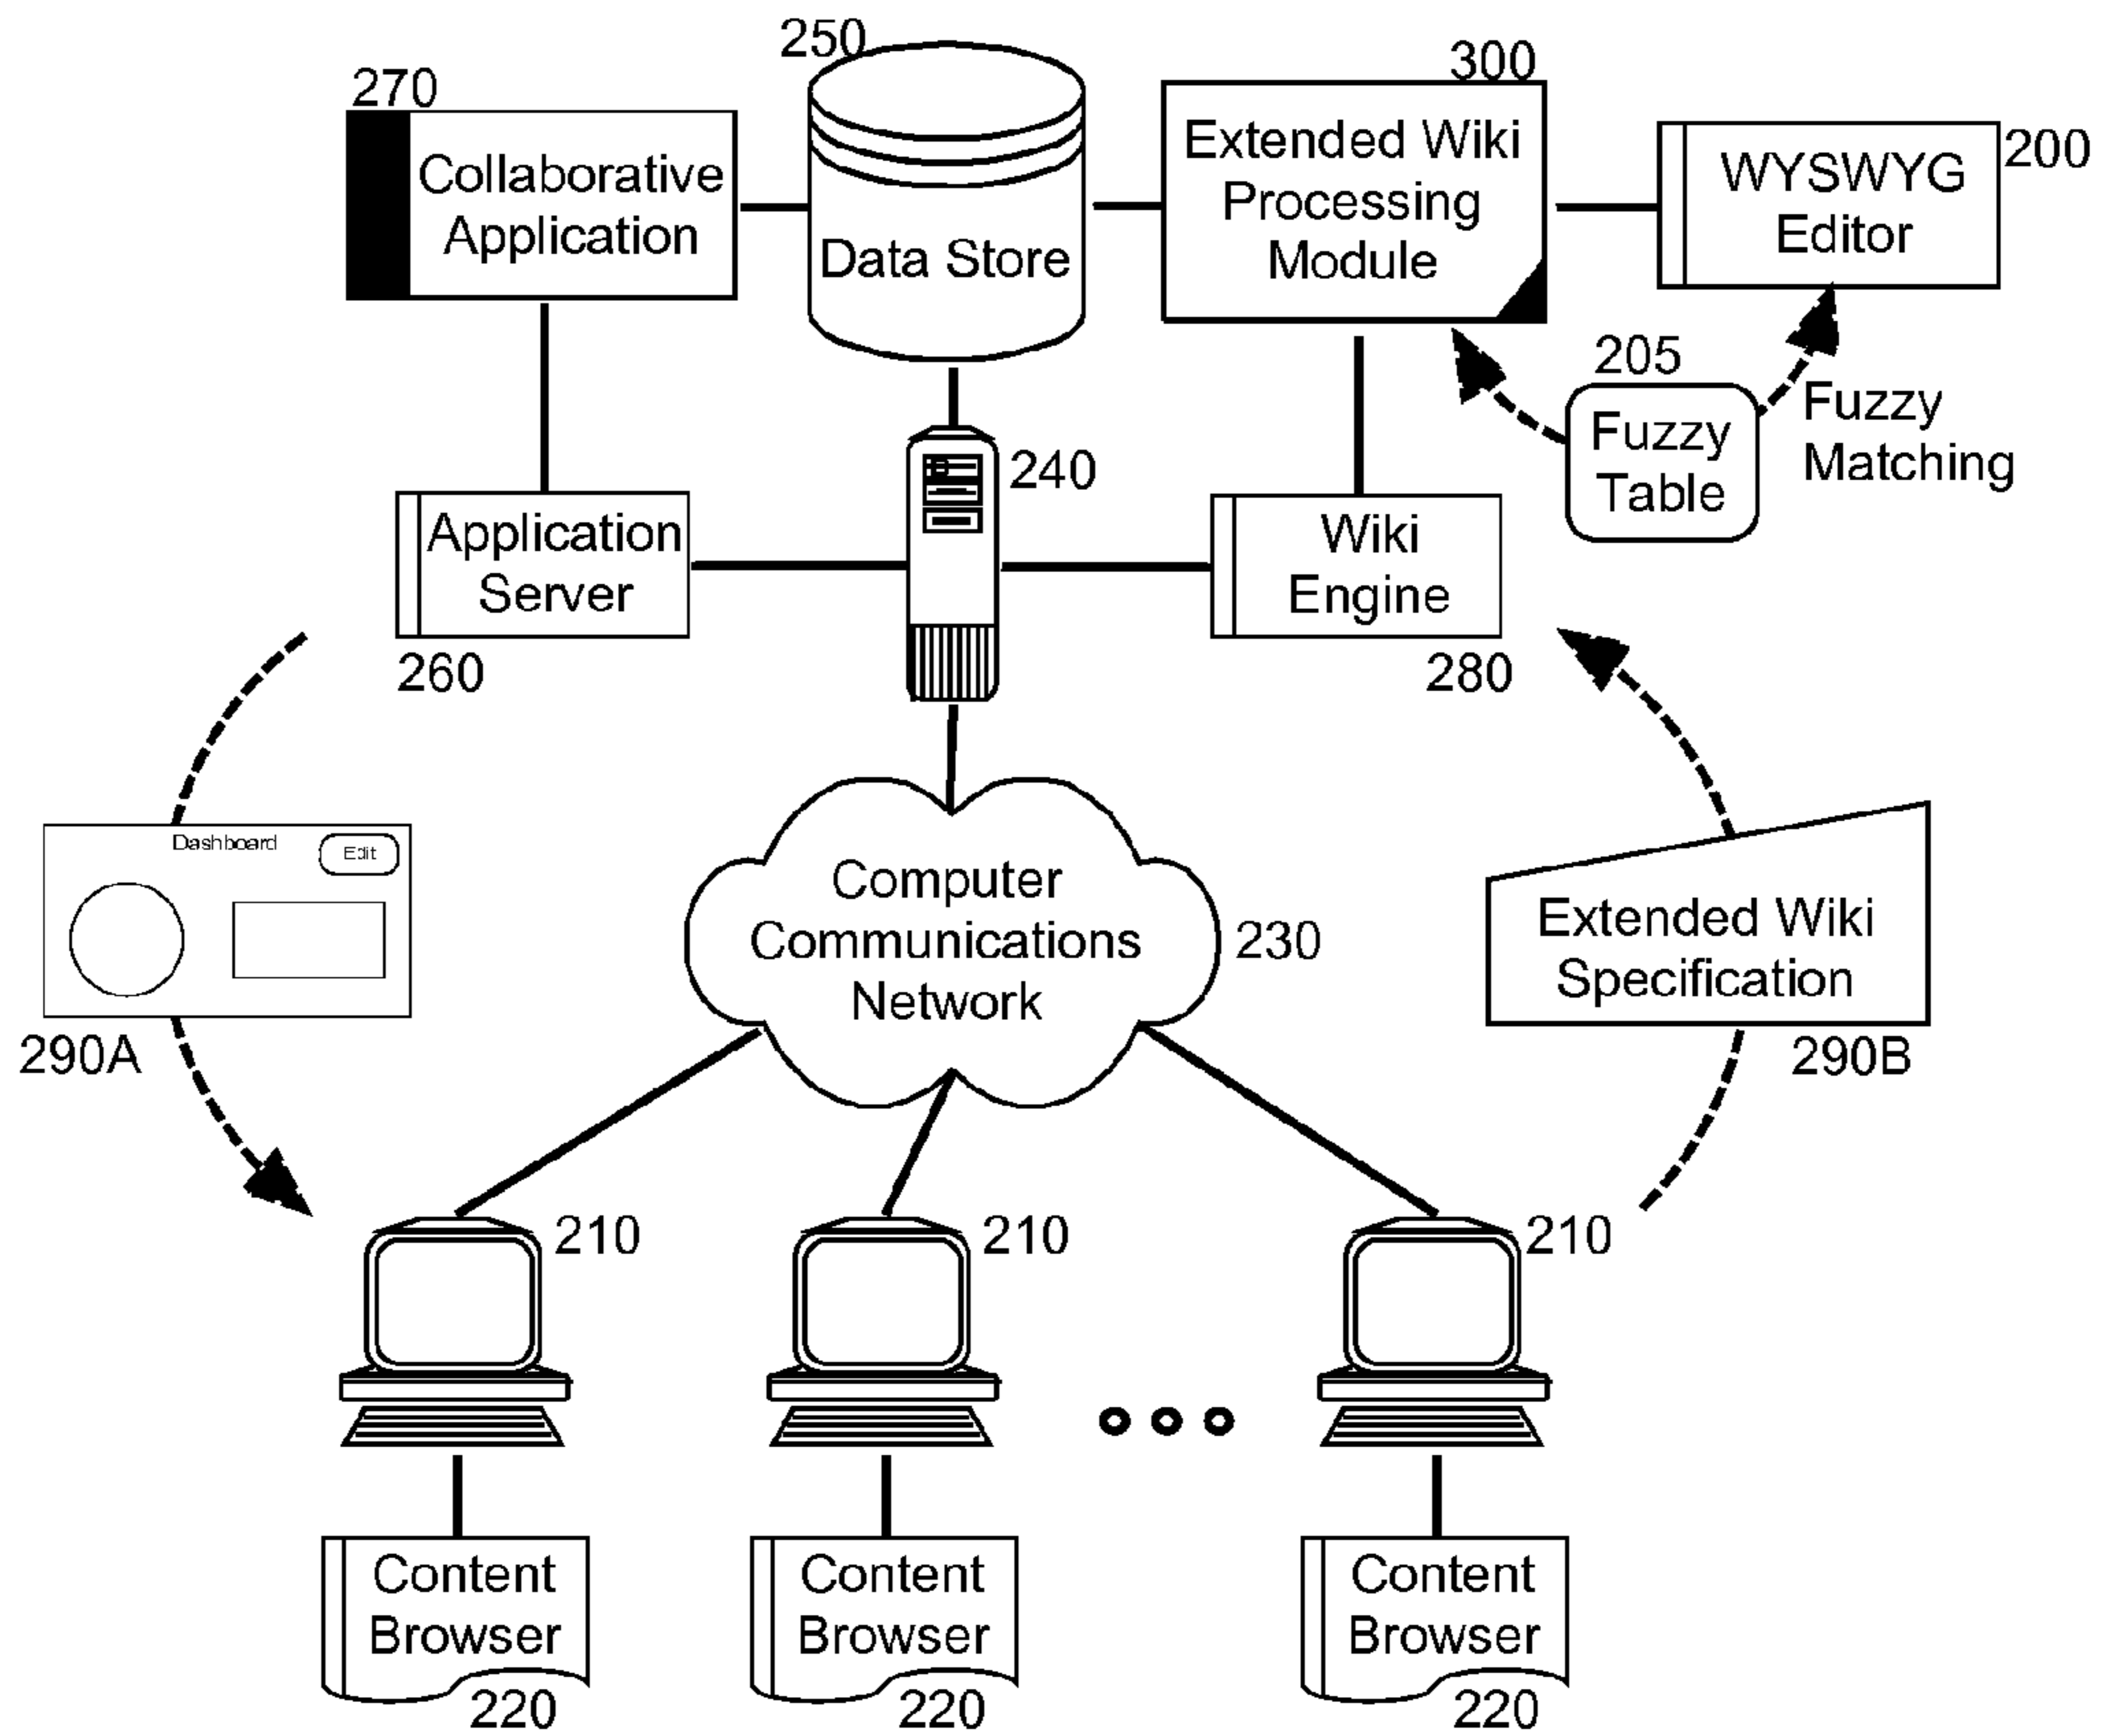 250
300
270
Collaborative
Application
Data Store
Extended Wiki
Processing
Module
WYSWYG
Editor
200
205
Fuzzy
Table
Fuzzy
Matching
240
Application
Server
260
Wiki
Engine
280
Dashboard
Edit
290A
Computer
Communications
Network
230
Extended Wiki
Specification
290B
210
210
210
Content
Browser
220
Content
Browser
220
Content
Browser
220